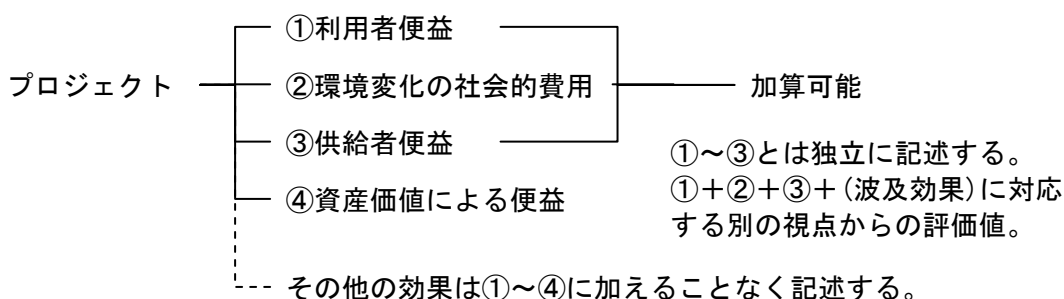 ①利用者便益
プロジェクト
②環境変化の社会的費用
加算可能
③供給者便益
①～③とは独立に記述する。
①＋②＋③＋(波及効果)に対応
する別の視点からの評価値。
④資産価値による便益
その他の効果は①～④に加えることなく記述する。